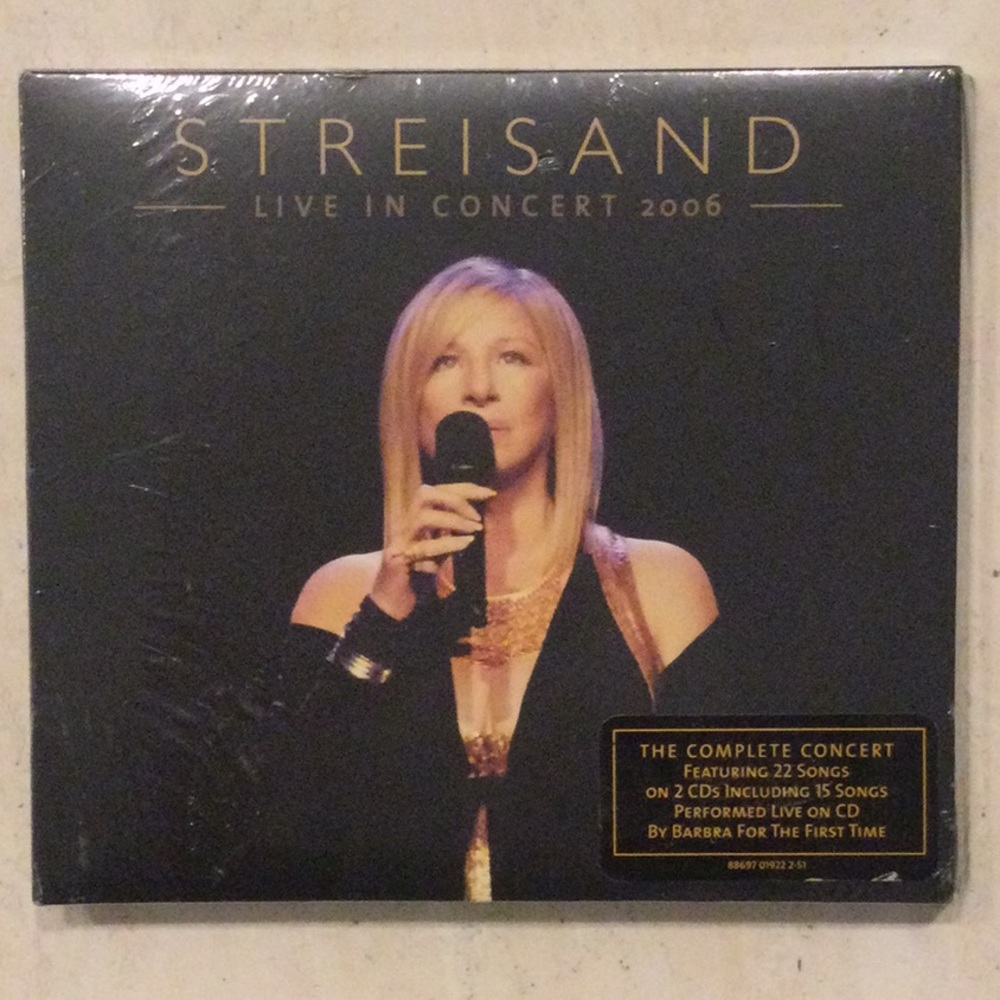 STREISAND
LIVE IN CONCERT 2006
THE COMPLETE CONCERT
FEATURING 22 SONGS
ON 2 CDS INCLUDING 15 SONGS
PERFORMED LIVE ON CD
BY BARBRA FOR THE FIRST TIME
88697 01922 2-S1